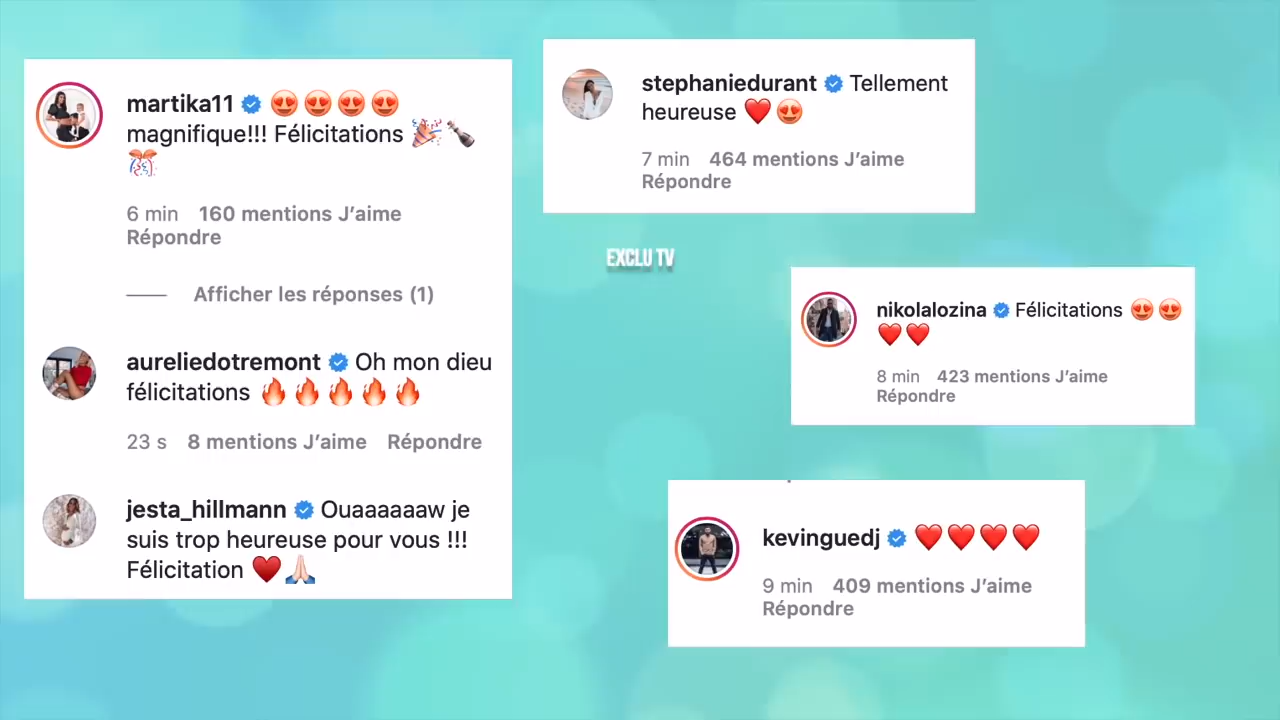 martika11 😍😍😍😍
magnifique!!! Félicitations 🎉🍾
🎊
6 min 160 mentions J’aime
Répondre
Afficher les réponses (1)
aureliedotremont Oh mon dieu
félicitations 🔥🔥🔥🔥🔥
23 s 8 mentions J’aime Répondre
jesta_hillmann Ouaaaaaaw je
suis trop heureuse pour vous !!!
Félicitation ❤️🙏🏻
stephaniedurant Tellement
heureuse ❤️😍
7 min 464 mentions J’aime
Répondre
EXCLU TV
nikolalozina Félicitations 😍😍
❤️❤️
8 min 423 mentions J’aime
Répondre
kevinguedj ❤️❤️❤️❤️
9 min 409 mentions J’aime
Répondre